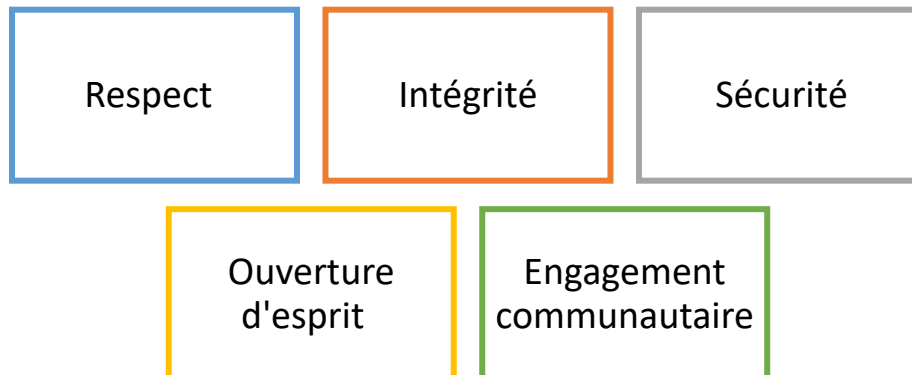 Respect
Intégrité
Sécurité
Ouverture
d'esprit
Engagement
communautaire